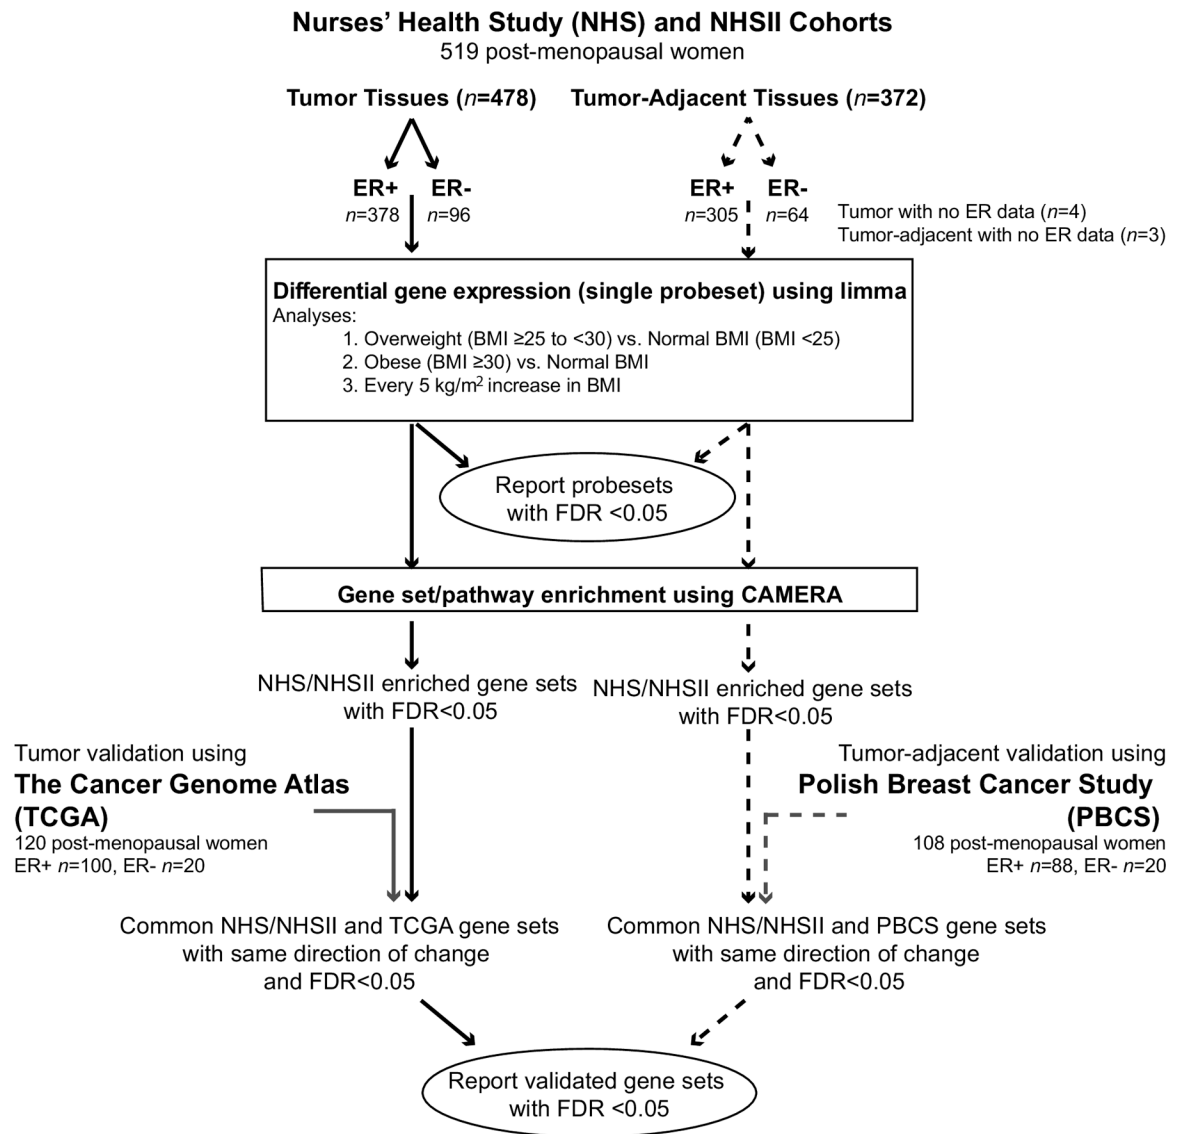 Nurses’ Health Study (NHS) and NHSII Cohorts
519 post-menopausal women
Tumor Tissues (n=478)
Tumor-Adjacent Tissues (n=372)
ER+
ER-
n=378
n=96
ER+
ER-
n=305
n=64
Tumor with no ER data (n=4)
Tumor-adjacent with no ER data (n=3)
Differential gene expression (single probeset) using limma
Analyses:
1. Overweight (BMI ≥25 to <30) vs. Normal BMI (BMI <25)
2. Obese (BMI ≥30) vs. Normal BMI
3. Every 5 kg/m² increase in BMI
Report probesets
with FDR <0.05
Gene set/pathway enrichment using CAMERA
NHS/NHSII enriched gene sets
with FDR<0.05
NHS/NHSII enriched gene sets
with FDR<0.05
Tumor validation using
The Cancer Genome Atlas
(TCGA)
120 post-menopausal women
ER+ n=100, ER- n=20
Tumor-adjacent validation using
Polish Breast Cancer Study
(PBCS)
108 post-menopausal women
ER+ n=88, ER- n=20
Common NHS/NHSII and TCGA gene sets
with same direction of change
and FDR<0.05
Common NHS/NHSII and PBCS gene sets
with same direction of change
and FDR<0.05
Report validated gene sets
with FDR <0.05